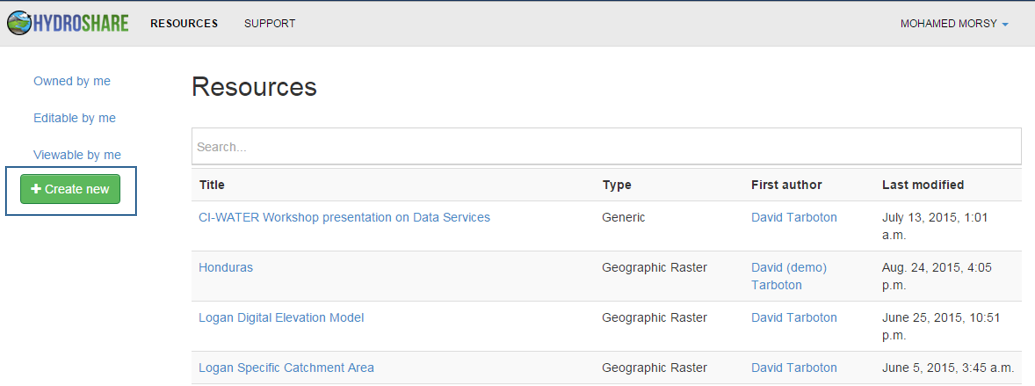 HYDROSHARE RESOURCES SUPPORT MOHAMED MORSY
Owned by me
Editable by me
Viewable by me
+ Create new
Resources
Search...
Title Type First author Last modified
CI-WATER Workshop presentation on Data Services Generic David Tarboton July 13, 2015, 1:01
a.m.
Honduras Geographic Raster David (demo) Aug. 24, 2015, 4:05
Tarboton p.m.
Logan Digital Elevation Model Geographic Raster David Tarboton June 25, 2015, 10:51
p.m.
Logan Specific Catchment Area Geographic Raster David Tarboton June 5, 2015, 3:45 a.m.